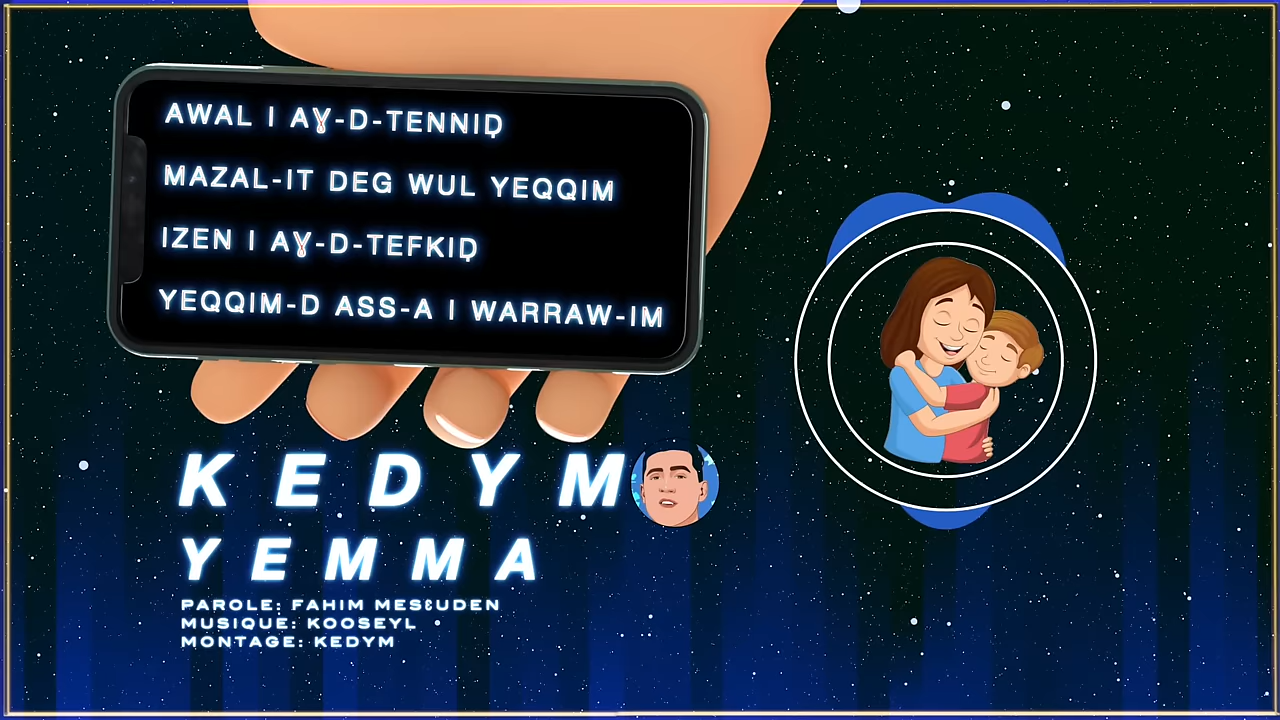 AWAL I AƔ-D-TENNIḌ
MAZAL-IT DEG WUL YEQQIM
IZEN I AƔ-D-TEFKIḌ
YEQQIM-D ASS-A I WARRAW-IM
KEDYM
YEMMA
PAROLE: FAHIM MESƐUDEN
MUSIQUE: KOOSEYL
MONTAGE: KEDYM